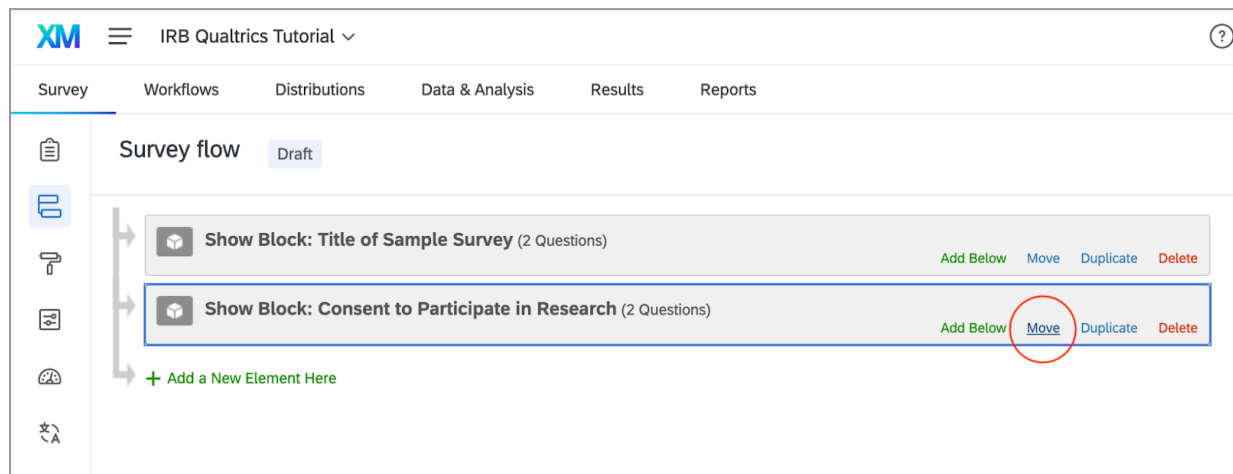 XM IRB Qualtrics Tutorial ?
Survey Workflows Distributions Data & Analysis Results Reports
Survey flow Draft
Show Block: Title of Sample Survey (2 Questions)
Add Below Move Duplicate Delete
Show Block: Consent to Participate in Research (2 Questions)
Add Below Move Duplicate Delete
+ Add a New Element Here
文A